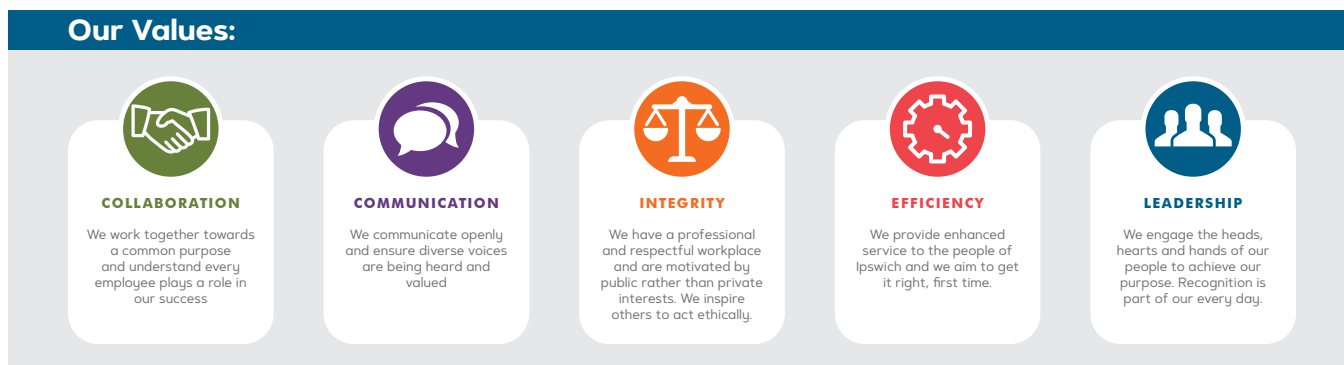 Our Values:
COLLABORATION
We work together towards
a common purpose
and understand every
employee plays a role in
our success
COMMUNICATION
We communicate openly
and ensure diverse voices
are being heard and
valued
INTEGRITY
We have a professional
and respectful workplace
and are motivated by
public rather than private
interests. We inspire
others to act ethically.
EFFICIENCY
We provide enhanced
service to the people of
Ipswich and we aim to get
it right, first time.
LEADERSHIP
We engage the heads,
hearts and hands of our
people to achieve our
purpose. Recognition is
part of our every day.